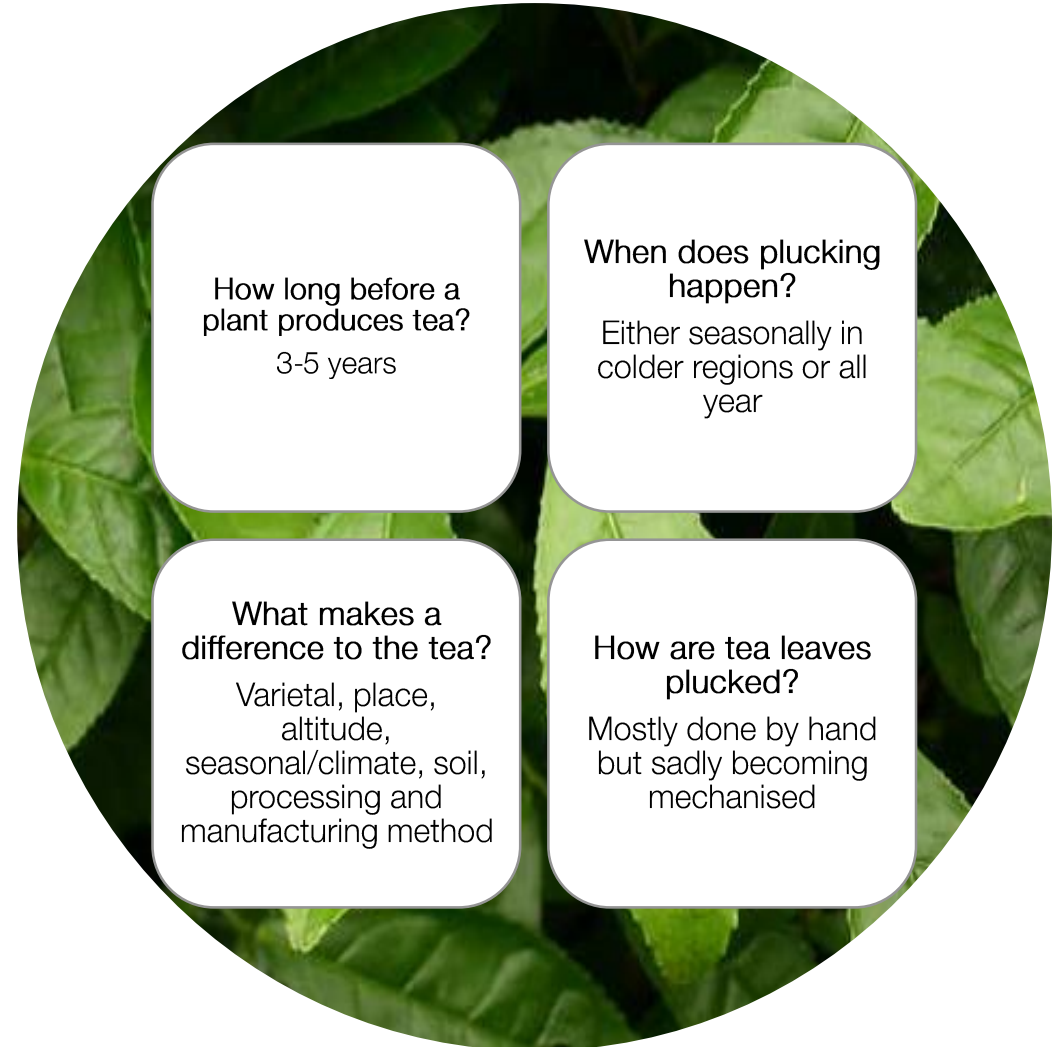 How long before a
plant produces tea?
3-5 years
When does plucking
happen?
Either seasonally in
colder regions or all
year
What makes a
difference to the tea?
Varietal, place,
altitude,
seasonal/climate, soil,
processing and
manufacturing method
How are tea leaves
plucked?
Mostly done by hand
but sadly becoming
mechanised